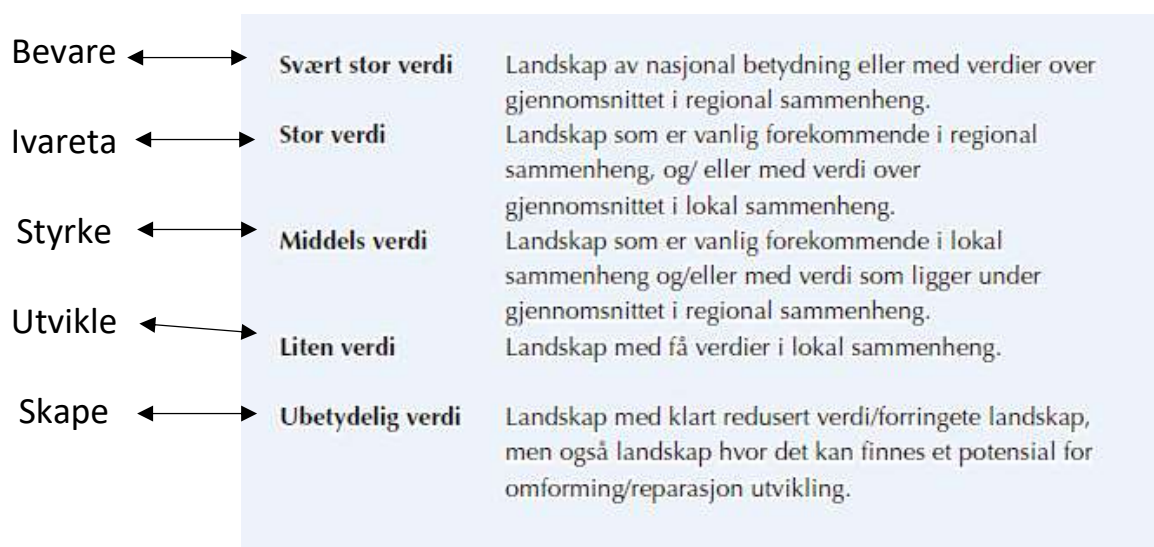 Bevare
Svært stor verdi Landskap av nasjonal betydning eller med verdier over
gjennomsnittet i regional sammenheng.
Ivareta
Stor verdi Landskap som er vanlig forekommende i regional
sammenheng, og/ eller med verdi over
gjennomsnittet i lokal sammenheng.
Styrke
Middels verdi Landskap som er vanlig forekommende i lokal
sammenheng og/eller med verdi som ligger under
gjennomsnittet i regional sammenheng.
Utvikle
Liten verdi Landskap med få verdier i lokal sammenheng.
Skape
Ubetydelig verdi Landskap med klart redusert verdi/forringete landskap,
men også landskap hvor det kan finnes et potensial for
omforming/reparasjon utvikling.